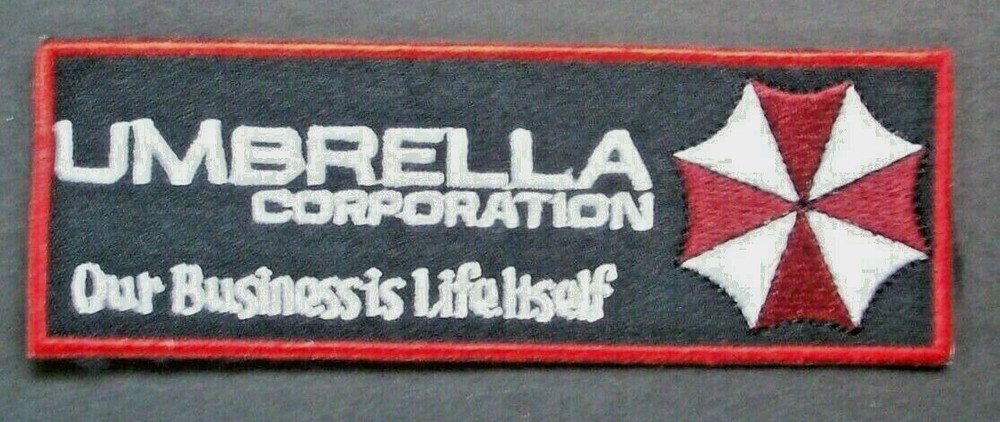 UMBRELLA
CORPORATION
Our Business is Life Itself